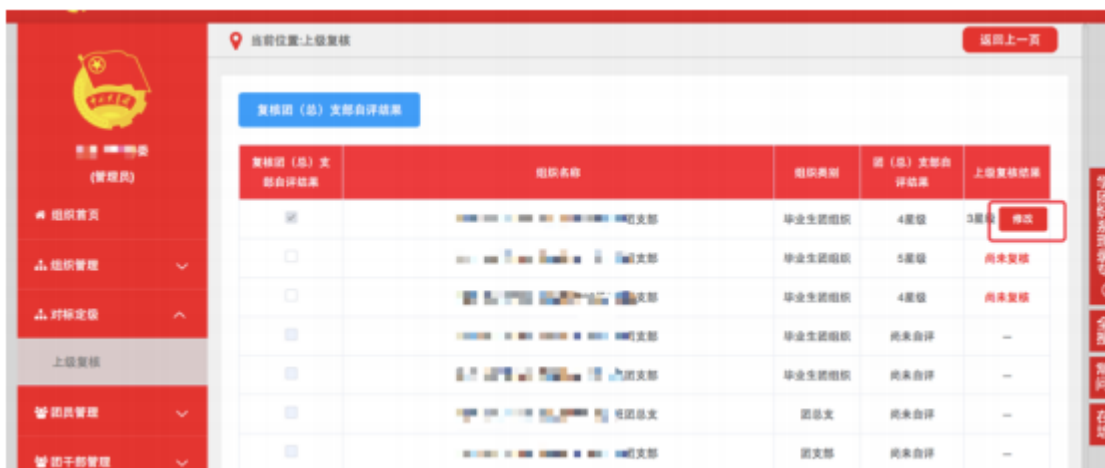 当前位置:上级复核
返回上一页
(管理员)
组织首页
组织管理
对标定级
上级复核
团员管理
团干部管理
复核团（总）支部自评结果
复核团（总）支
部自评结果
组织名称
组织类别
团（总）支部自
评结果
上级复核结果
团支部 毕业生团组织 4星级 3星级 修改
支部 毕业生团组织 5星级 尚未复核
支部 毕业生团组织 4星级 尚未复核
支部 毕业生团组织 尚未自评 —
团支部 毕业生团组织 尚未自评 —
团总支 团总支 尚未自评 —
支部 团支部 尚未自评 —